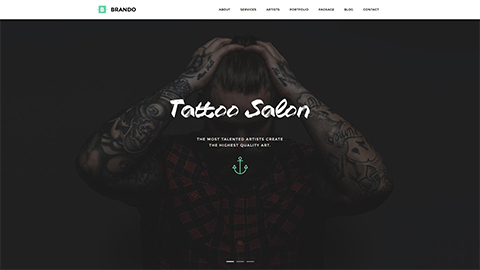 B BRANDO
ABOUT SERVICES ARTISTS PORTFOLIO PACKAGE BLOG CONTACT
Tattoo Salon
THE MOST TALENTED ARTISTS CREATE
THE HIGHEST QUALITY ART.